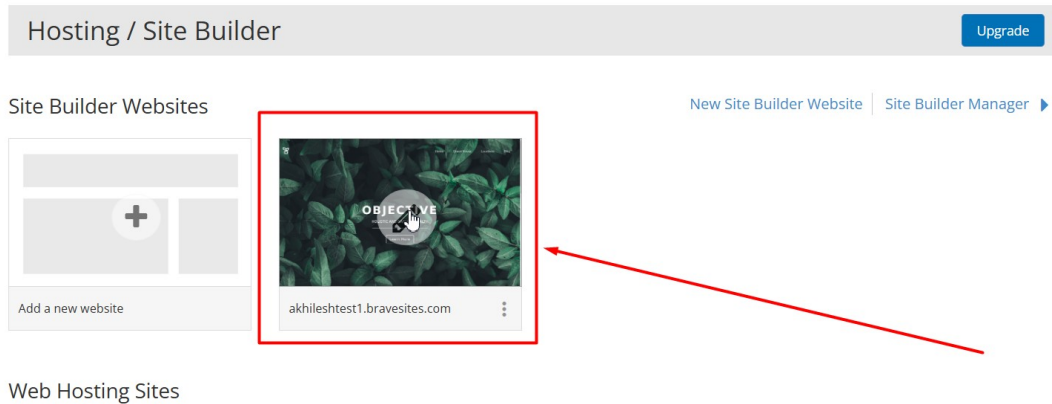 Hosting / Site Builder
Upgrade
Site Builder Websites
New Site Builder Website
Site Builder Manager
OBJECTIVE
Add a new website
akhileshtest1.bravesites.com
Web Hosting Sites